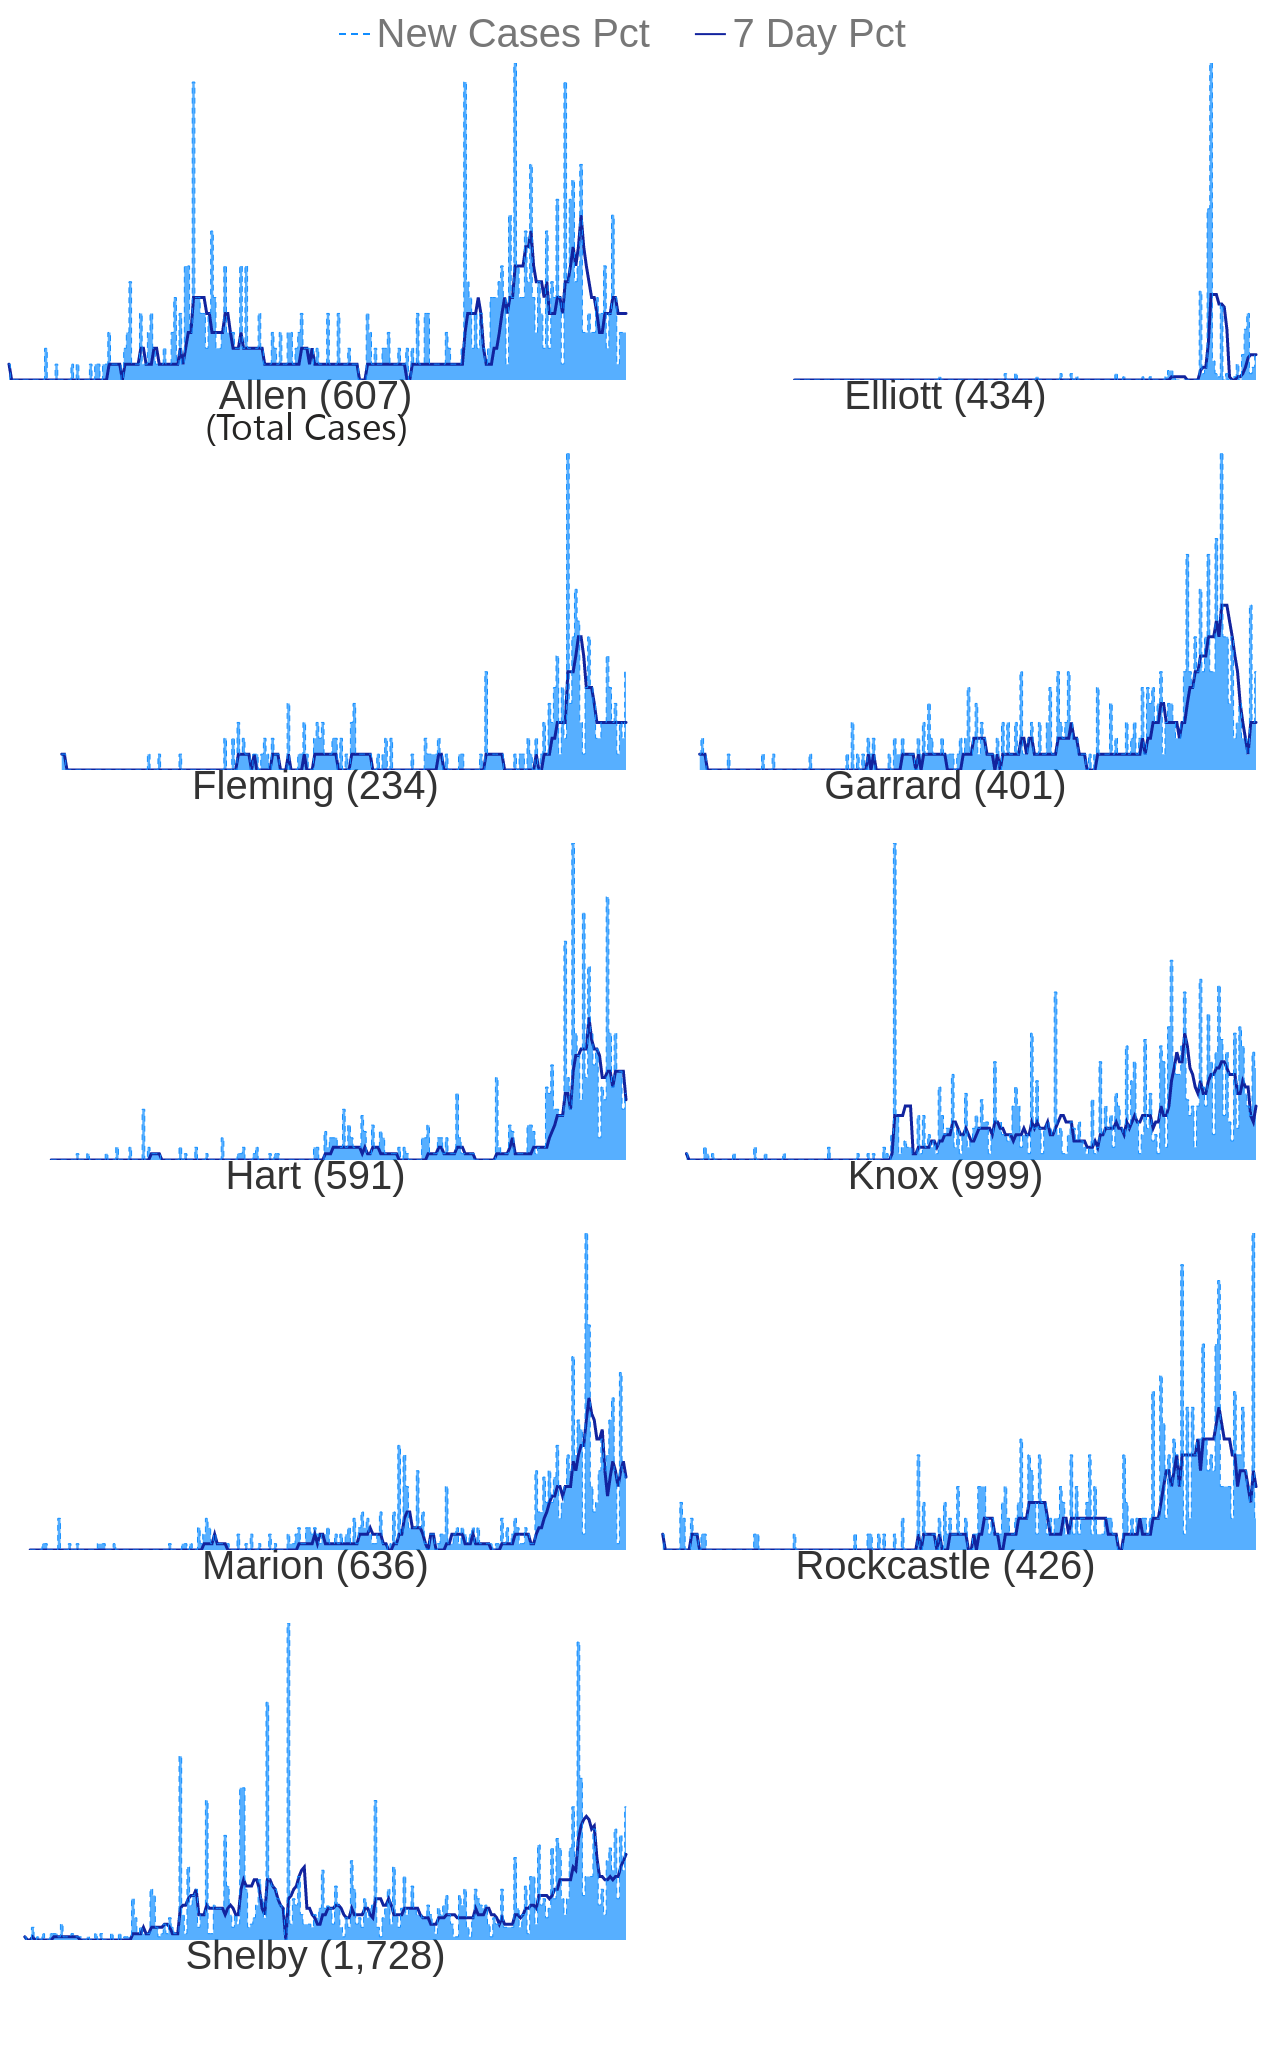 New Cases Pct 7 Day Pct
Allen (607)
(Total Cases)
Elliott (434)
Fleming (234)
Garrard (401)
Hart (591)
Knox (999)
Marion (636)
Rockcastle (426)
Shelby (1,728)